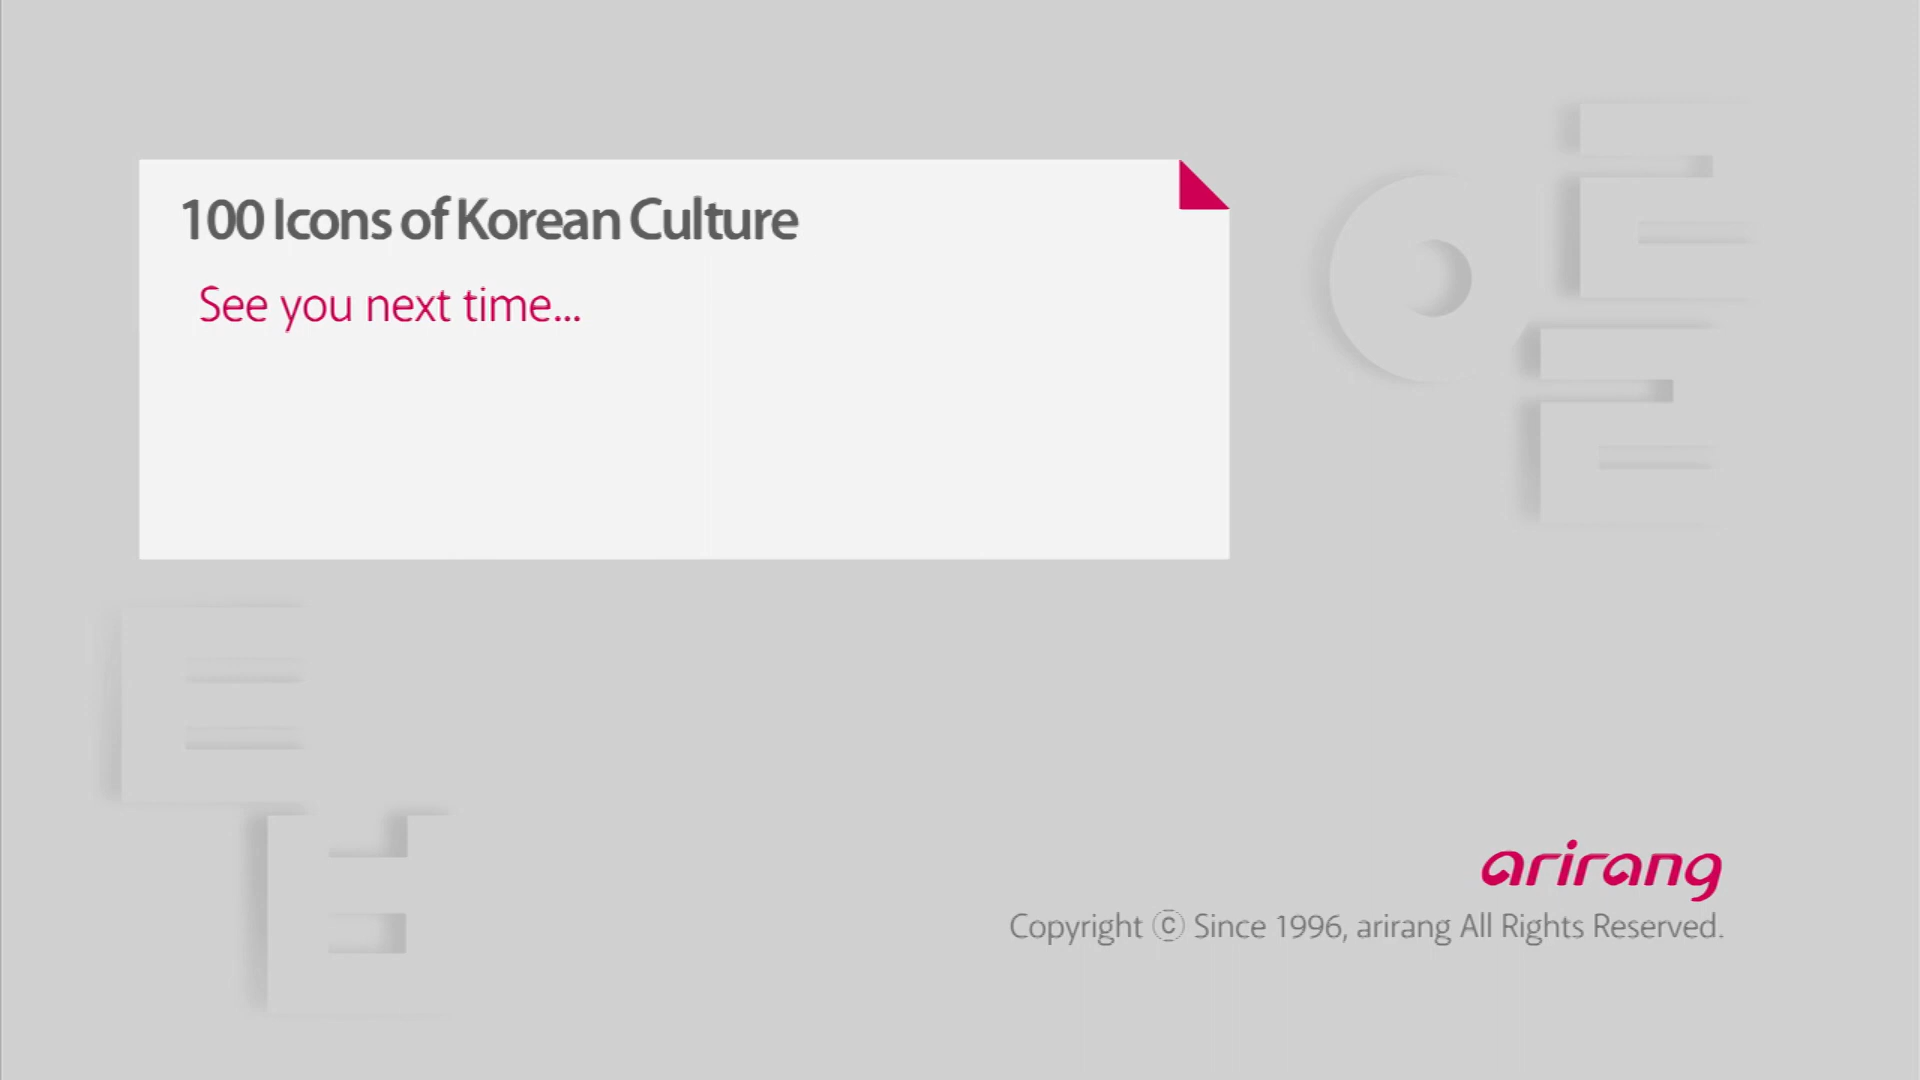 100 Icons of Korean Culture
See you next time...
arirang
Copyright ⓒ Since 1996, arirang All Rights Reserved.